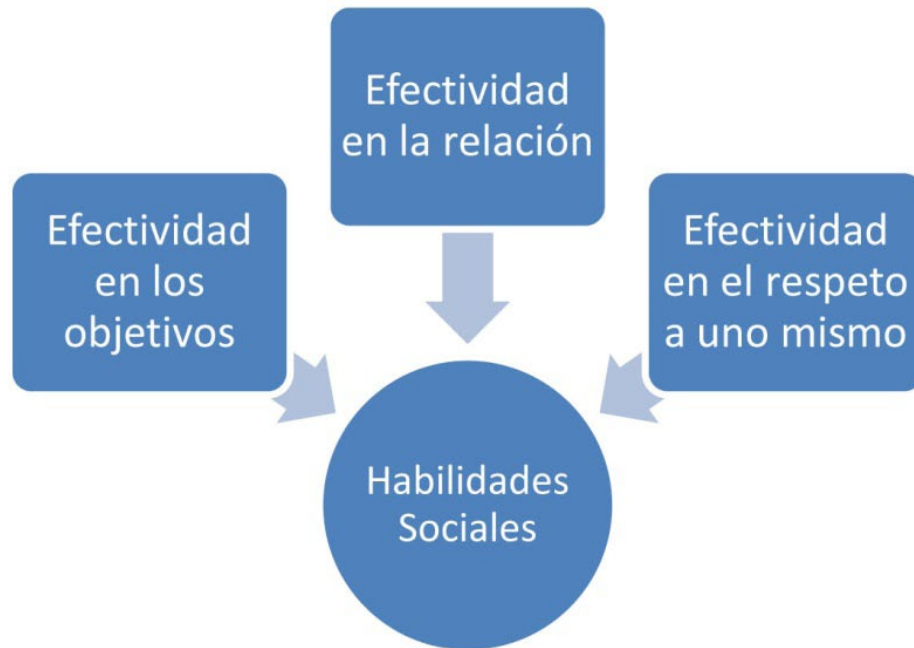 Efectividad
en la relación
Efectividad
en los
objetivos
Efectividad
en el respeto
a uno mismo
Habilidades
Sociales